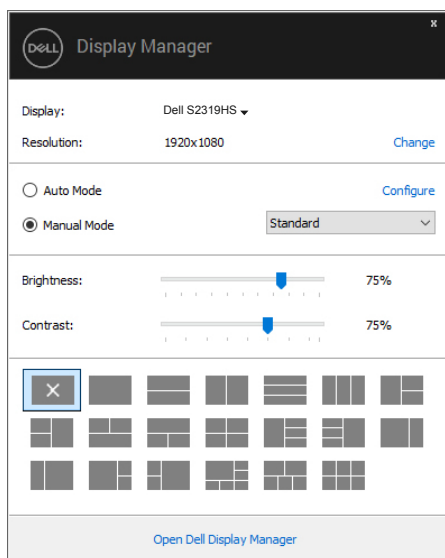 x
DELL Display Manager
Display: Dell S2319HS
Resolution: 1920x1080 Change
Auto Mode Configure
Manual Mode Standard
Brightness: 75%
Contrast: 75%
Open Dell Display Manager